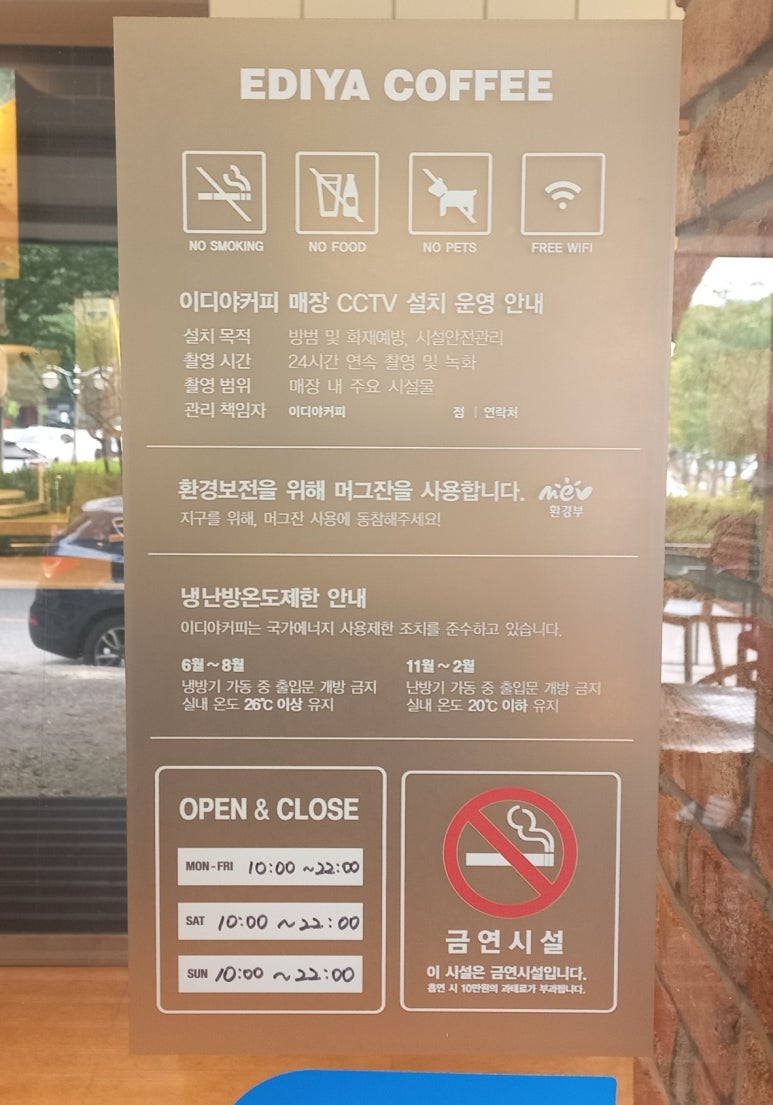 EDIYA COFFEE
NO SMOKING NO FOOD NO PETS FREE WIFI
이디야커피 매장 CCTV 설치 운영 안내
설치 목적 방범 및 화재예방, 시설안전관리
촬영 시간 24시간 연속 촬영 및 녹화
촬영 범위 매장 내 주요 시설물
관리 책임자 이디야커피 점 | 연락처
환경보전을 위해 머그잔을 사용합니다. mev
지구를 위해, 머그잔 사용에 동참해주세요! 환경부
냉난방온도제한 안내
이디야커피는 국가에너지 사용제한 조치를 준수하고 있습니다.
6월~8월
냉방기 가동 중 출입문 개방 금지
실내 온도 26℃ 이상 유지
11월~2월
난방기 가동 중 출입문 개방 금지
실내 온도 20℃ 이하 유지
OPEN & CLOSE
MON-FRI 10:00 ~22:00
SAT 10:00 ~22:00
SUN 10:00 ~22:00
금연시설
이 시설은 금연시설입니다.
흡연 시 10만원의 과태료가 부과됩니다.